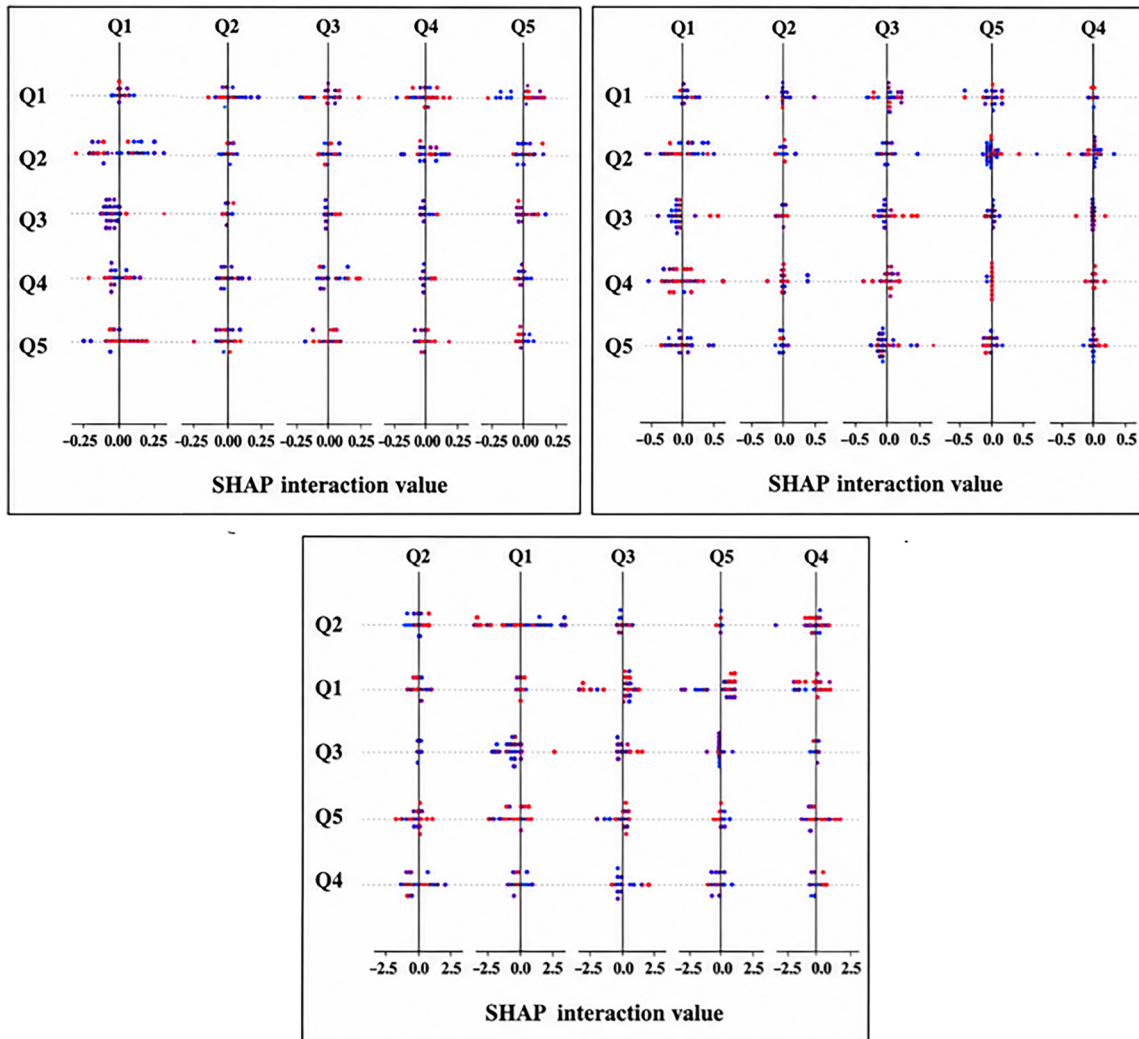 Q1 Q2 Q3 Q4 Q5
Q1
Q2
Q3
Q4
Q5
−0.25 0.00 0.25 −0.25 0.00 0.25 −0.25 0.00 0.25 −0.25 0.00 0.25 −0.25 0.00 0.25
SHAP interaction value
Q1 Q2 Q3 Q5 Q4
Q1
Q2
Q3
Q4
Q5
−0.5 0.0 0.5 −0.5 0.0 0.5 −0.5 0.0 0.5 −0.5 0.0 0.5 −0.5 0.0 0.5
SHAP interaction value
Q2 Q1 Q3 Q5 Q4
Q2
Q1
Q3
Q5
Q4
−2.5 0.0 2.5 −2.5 0.0 2.5 −2.5 0.0 2.5 −2.5 0.0 2.5 −2.5 0.0 2.5
SHAP interaction value